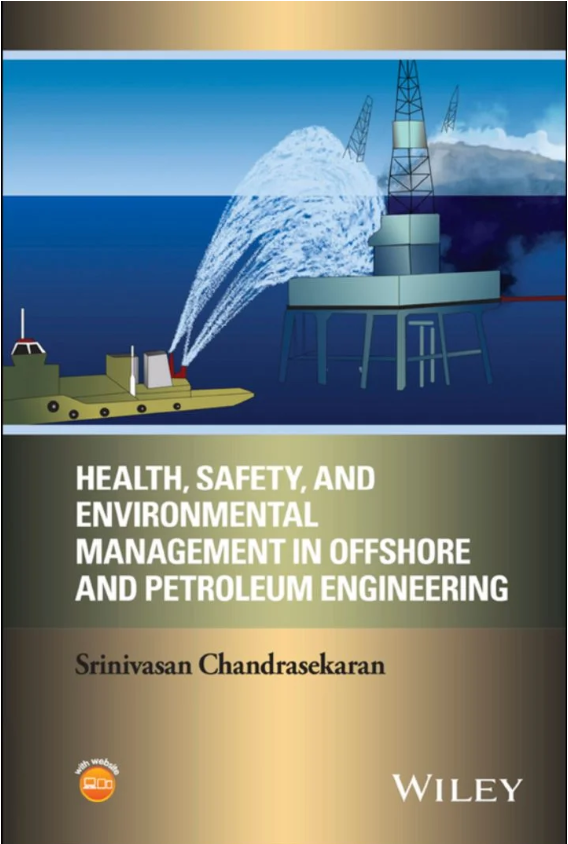 HEALTH, SAFETY, AND
ENVIRONMENTAL
MANAGEMENT IN OFFSHORE
AND PETROLEUM ENGINEERING
Srinivasan Chandrasekaran
with website
WILEY